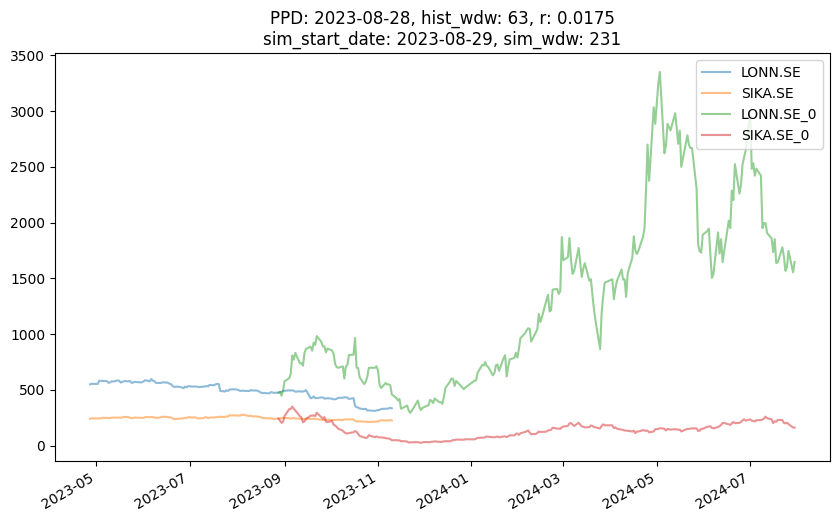 PPD: 2023-08-28, hist_wdw: 63, r: 0.0175
sim_start_date: 2023-08-29, sim_wdw: 231
3500
3000
2500
2000
1500
1000
500
0
LONN.SE
SIKA.SE
LONN.SE_0
SIKA.SE_0
2023-05
2023-07
2023-09
2023-11
2024-01
2024-03
2024-05
2024-07